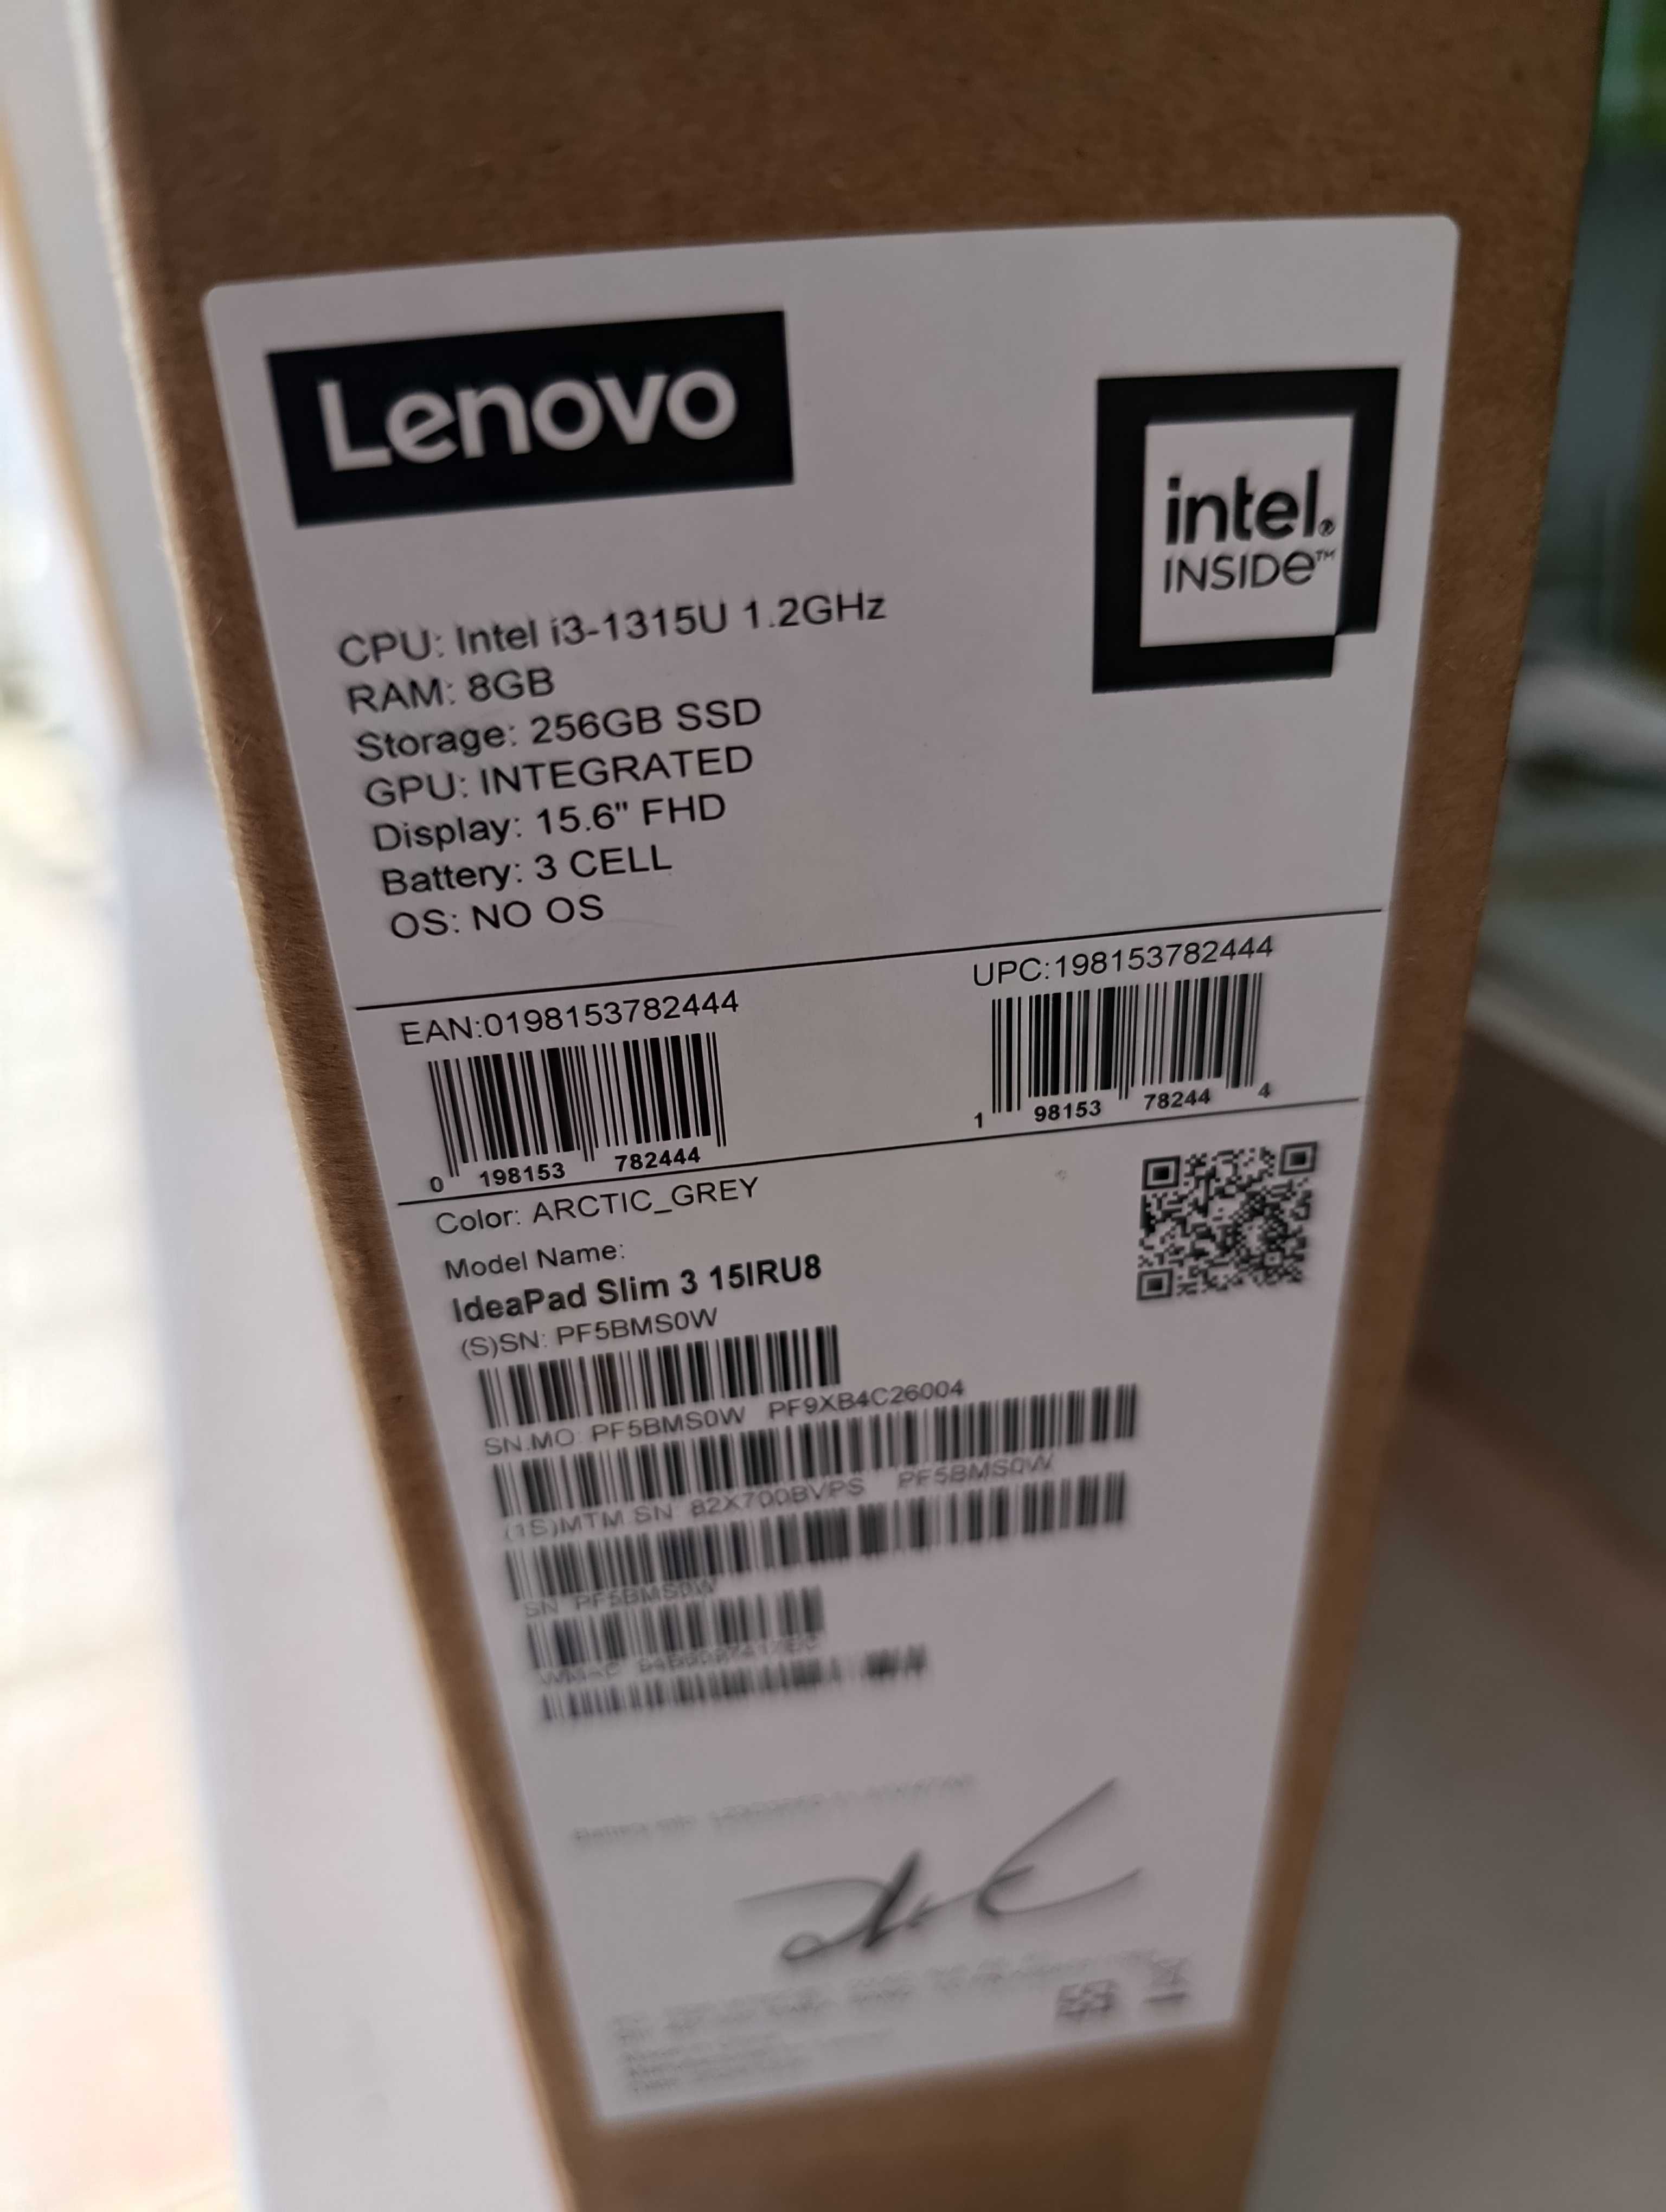 Lenovo
intel®
INSIDE™
CPU: Intel i3-1315U 1.2GHz
RAM: 8GB
Storage: 256GB SSD
GPU: INTEGRATED
Display: 15.6" FHD
Battery: 3 CELL
OS: NO OS
EAN:0198153782444
0 198153 782444
UPC:198153782444
1 98153 78244 4
Color: ARCTIC_GREY
Model Name:
IdeaPad Slim 3 15IRU8
(S)SN: PF5BMS0W
SN.MO: PF5BMS0W PF9XB4C26004
(1S)MTM.SN 82X700BVPS PF5BMS0W
SN PF5BMS0W